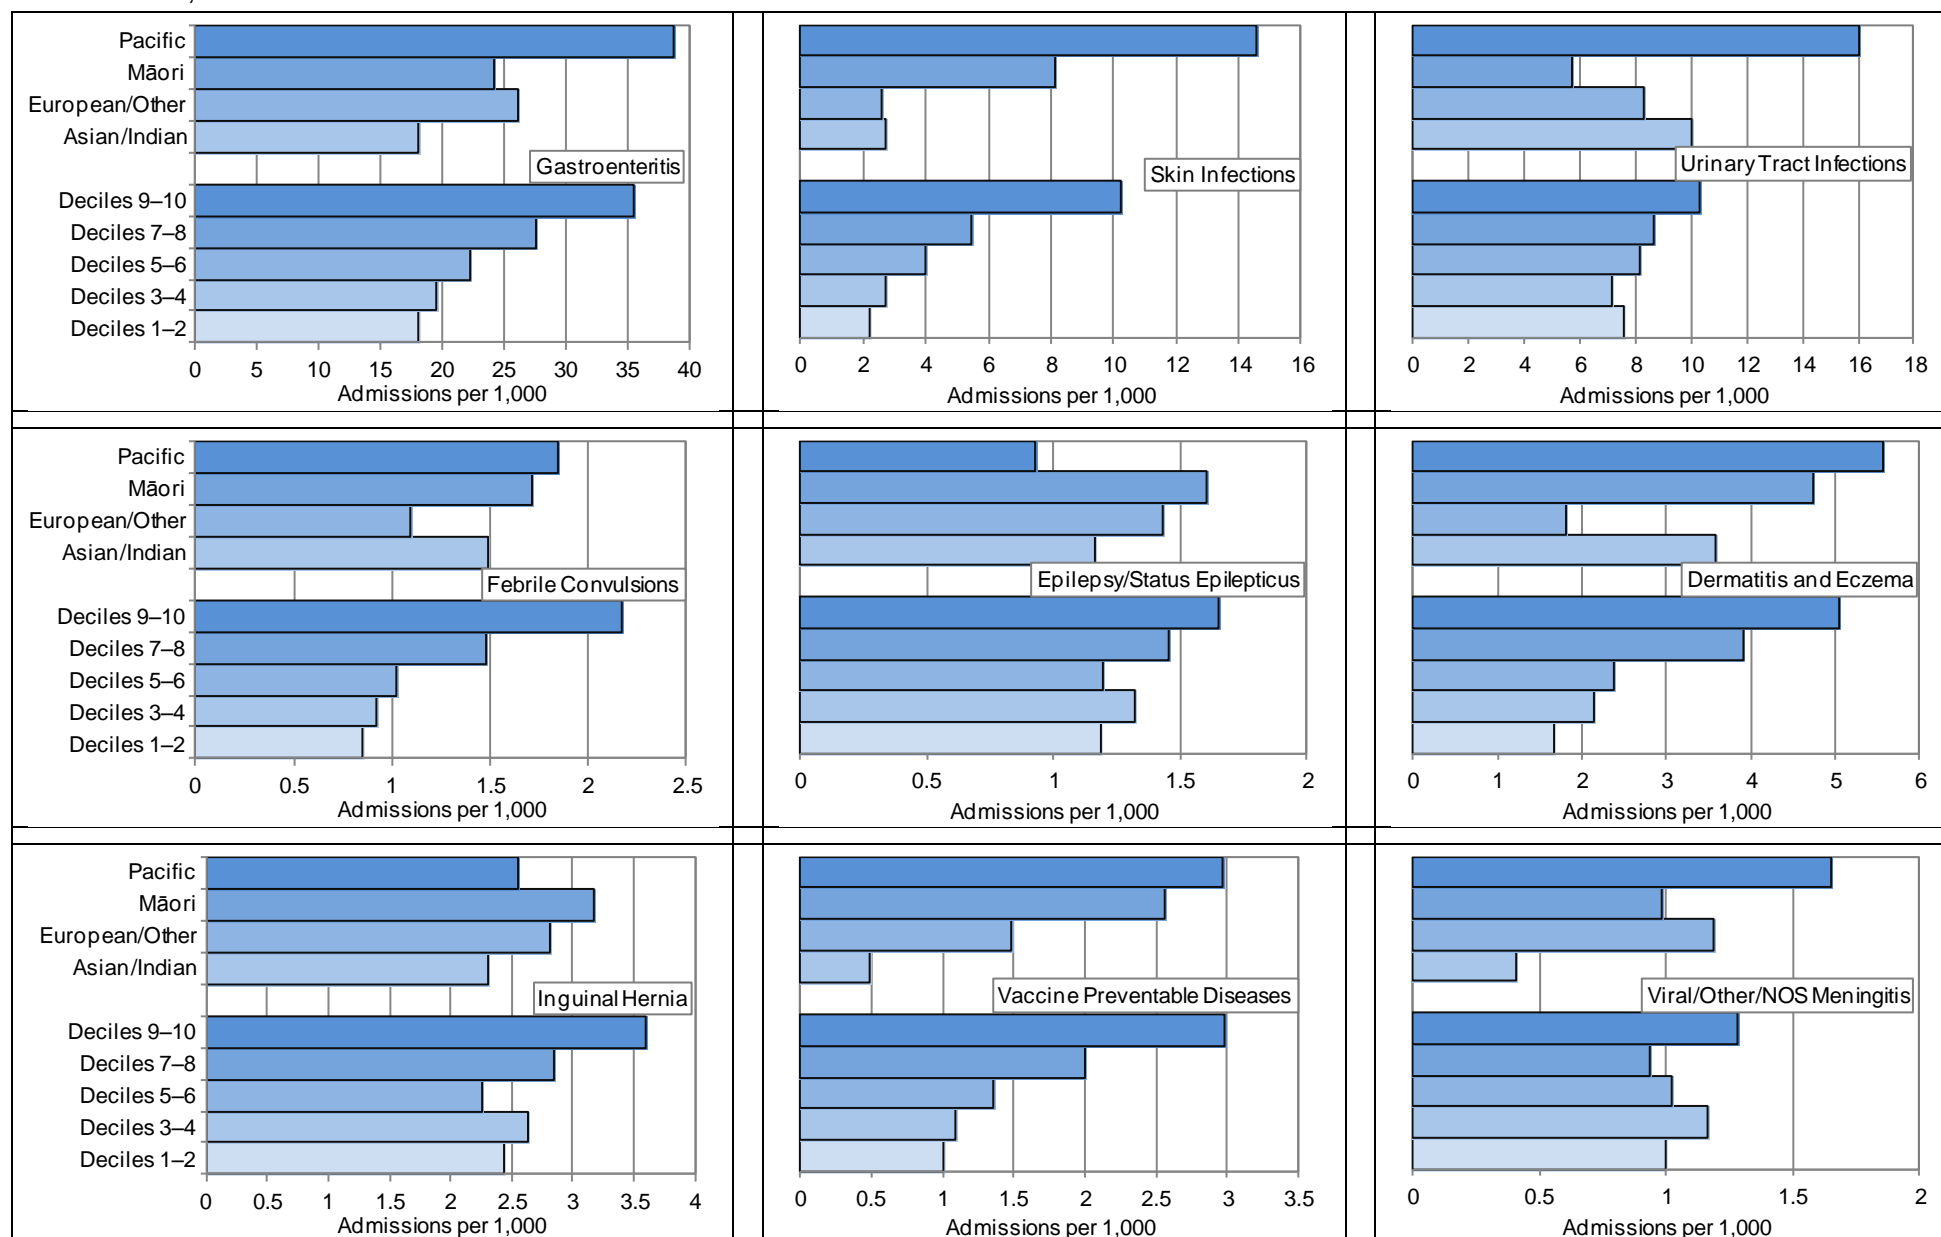 Pacific
Māori
European/Other
Asian/Indian
Gastroenteritis
Deciles 9–10
Deciles 7–8
Deciles 5–6
Deciles 3–4
Deciles 1–2
0 5 10 15 20 25 30 35 40
Admissions per 1,000
Skin Infections
0 2 4 6 8 10 12 14 16
Admissions per 1,000
Urinary Tract Infections
0 2 4 6 8 10 12 14 16 18
Admissions per 1,000
Pacific
Māori
European/Other
Asian/Indian
Febrile Convulsions
Deciles 9–10
Deciles 7–8
Deciles 5–6
Deciles 3–4
Deciles 1–2
0 0.5 1 1.5 2 2.5
Admissions per 1,000
Epilepsy/Status Epilepticus
0 0.5 1 1.5 2
Admissions per 1,000
Dermatitis and Eczema
0 1 2 3 4 5 6
Admissions per 1,000
Pacific
Māori
European/Other
Asian/Indian
Inguinal Hernia
Deciles 9–10
Deciles 7–8
Deciles 5–6
Deciles 3–4
Deciles 1–2
0 0.5 1 1.5 2 2.5 3 3.5 4
Admissions per 1,000
Vaccine Preventable Diseases
0 0.5 1 1.5 2 2.5 3 3.5
Admissions per 1,000
Viral/Other/NOS Meningitis
0 0.5 1 1.5 2
Admissions per 1,000